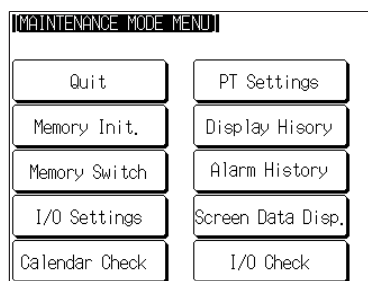 [MAINTENANCE MODE MENU]
Quit
PT Settings
Memory Init.
Display Hisory
Memory Switch
Alarm History
I/O Settings
Screen Data Disp.
Calendar Check
I/O Check